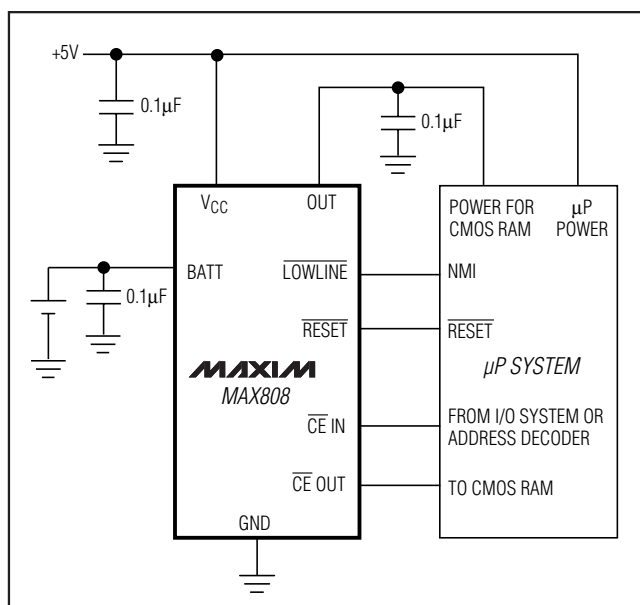 +5V
0.1µF
0.1µF
VCC
OUT
POWER FOR
CMOS RAM
µP
POWER
BATT
LOWLINE
NMI
0.1µF
RESET
RESET
MAXIM
MAX808
µP SYSTEM
CE IN
FROM I/O SYSTEM OR
ADDRESS DECODER
CE OUT
TO CMOS RAM
GND